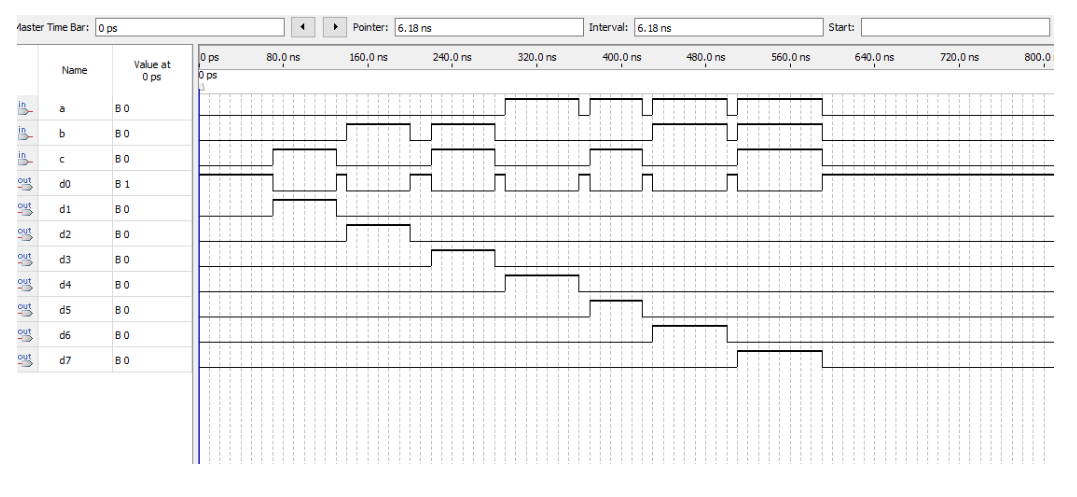 Master Time Bar: 0 ps Pointer: 6.18 ns Interval: 6.18 ns Start:
Name Value at 0 ps 0 ps 80.0 ns 160.0 ns 240.0 ns 320.0 ns 400.0 ns 480.0 ns 560.0 ns 640.0 ns 720.0 ns 800.0
0 ps
in a B 0
in b B 0
in c B 0
out d0 B 1
out d1 B 0
out d2 B 0
out d3 B 0
out d4 B 0
out d5 B 0
out d6 B 0
out d7 B 0